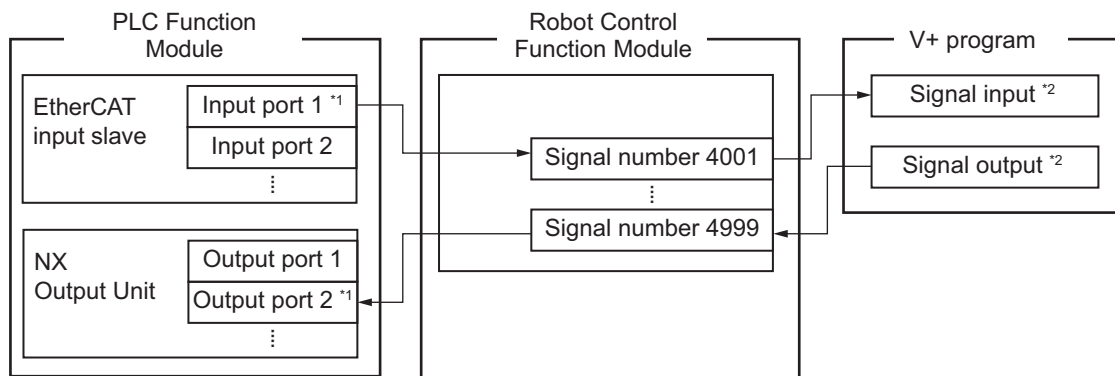 PLC Function
Module
EtherCAT
input slave
Input port 1 *1
Input port 2
NX
Output Unit
Output port 1
Output port 2 *1
Robot Control
Function Module
Signal number 4001
Signal number 4999
V+ program
Signal input *2
Signal output *2